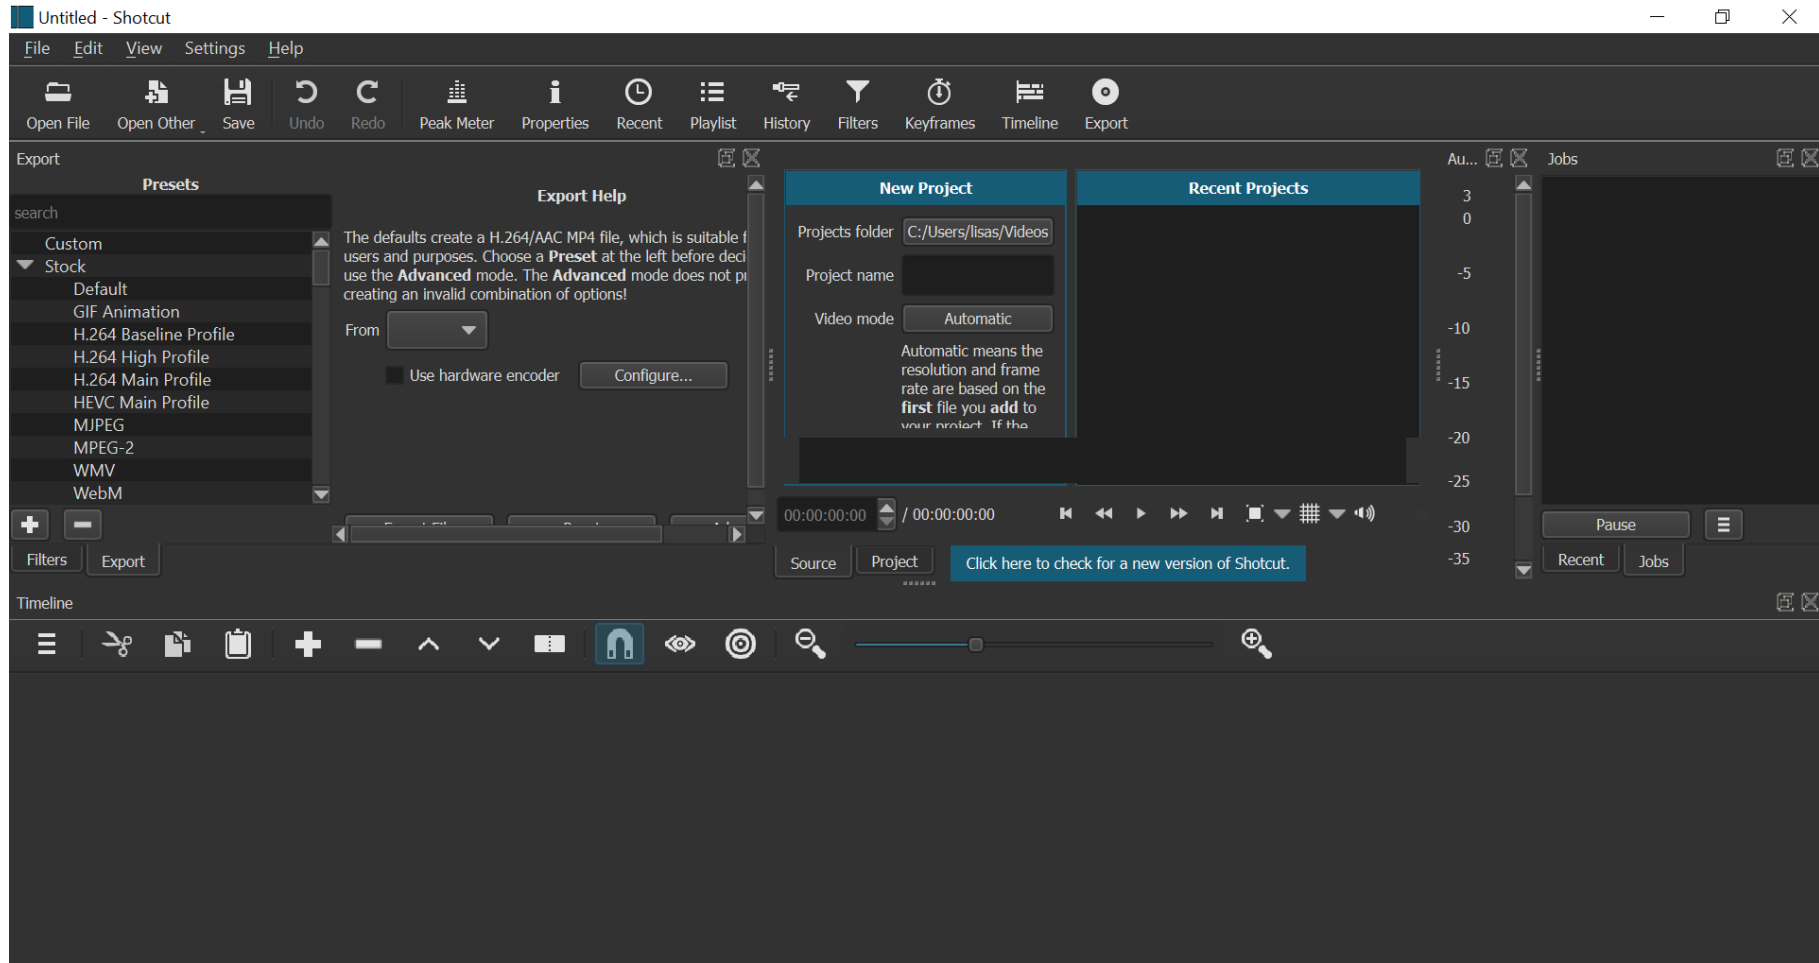 Untitled - Shotcut
File Edit View Settings Help
Open File Open Other Save Undo Redo Peak Meter Properties Recent Playlist History Filters Keyframes Timeline Export
Export
Presets
search
Custom
Stock
Default
GIF Animation
H.264 Baseline Profile
H.264 High Profile
H.264 Main Profile
HEVC Main Profile
MJPEG
MPEG-2
WMV
WebM
Filters Export
Export Help
The defaults create a H.264/AAC MP4 file, which is suitable f
users and purposes. Choose a Preset at the left before deci
use the Advanced mode. The Advanced mode does not pr
creating an invalid combination of options!
From
Use hardware encoder Configure...
New Project
Projects folder C:/Users/lisas/Videos
Project name
Video mode Automatic
Automatic means the
resolution and frame
rate are based on the
first file you add to
your project. If the
Recent Projects
00:00:00:00 / 00:00:00:00
Source Project Click here to check for a new version of Shotcut.
Au...
3
0
-5
-10
-15
-20
-25
-30
-35
Jobs
Pause
Recent Jobs
Timeline